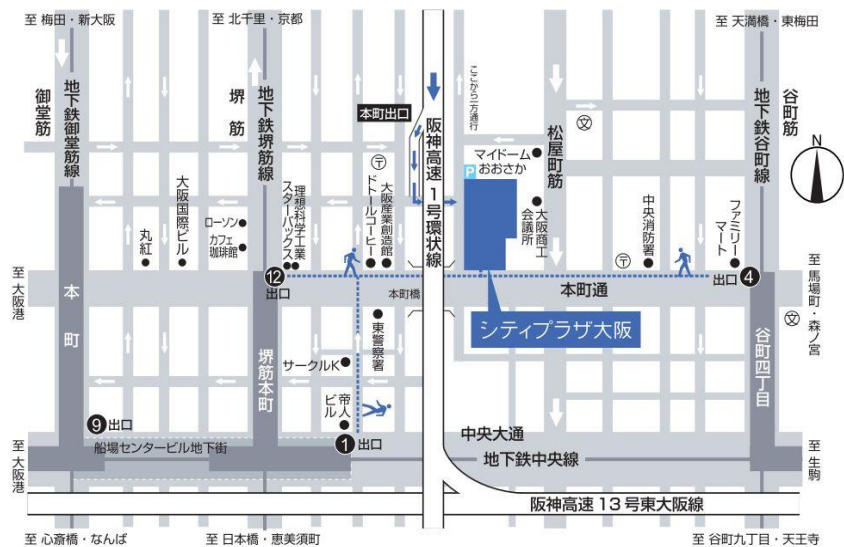 至 梅田・新大阪
至 北千里・京都
至 天満橋・東梅田
御堂筋
地下鉄御堂筋線
堺筋
地下鉄堺筋線
本町出口
阪神高速1号環状線
ここから一方通行
松屋町筋
地下鉄谷町線
谷町筋
N
文
〒
P
マイドーム
おおさか
丸紅
大阪国際ビル
ローソン
カフェ
珈琲館
スターバックス
理想科学工業
ドトールコーヒー
大阪産業創造館
大阪商工
会議所
中央消防署
ファミリー
マート
〒
至 大阪港
12
出口
本町橋
本町通
出口
4
至 馬場町・森ノ宮
本町
堺筋本町
シティプラザ大阪
谷町四丁目
文
東警察署
サークルK
帝人
ビル
9
出口
1
出口
船場センタービル地下街
中央大通
地下鉄中央線
至 大阪港
至 生駒
阪神高速13号東大阪線
至 心斎橋・なんば
至 日本橋・恵美須町
至 谷町九丁目・天王寺